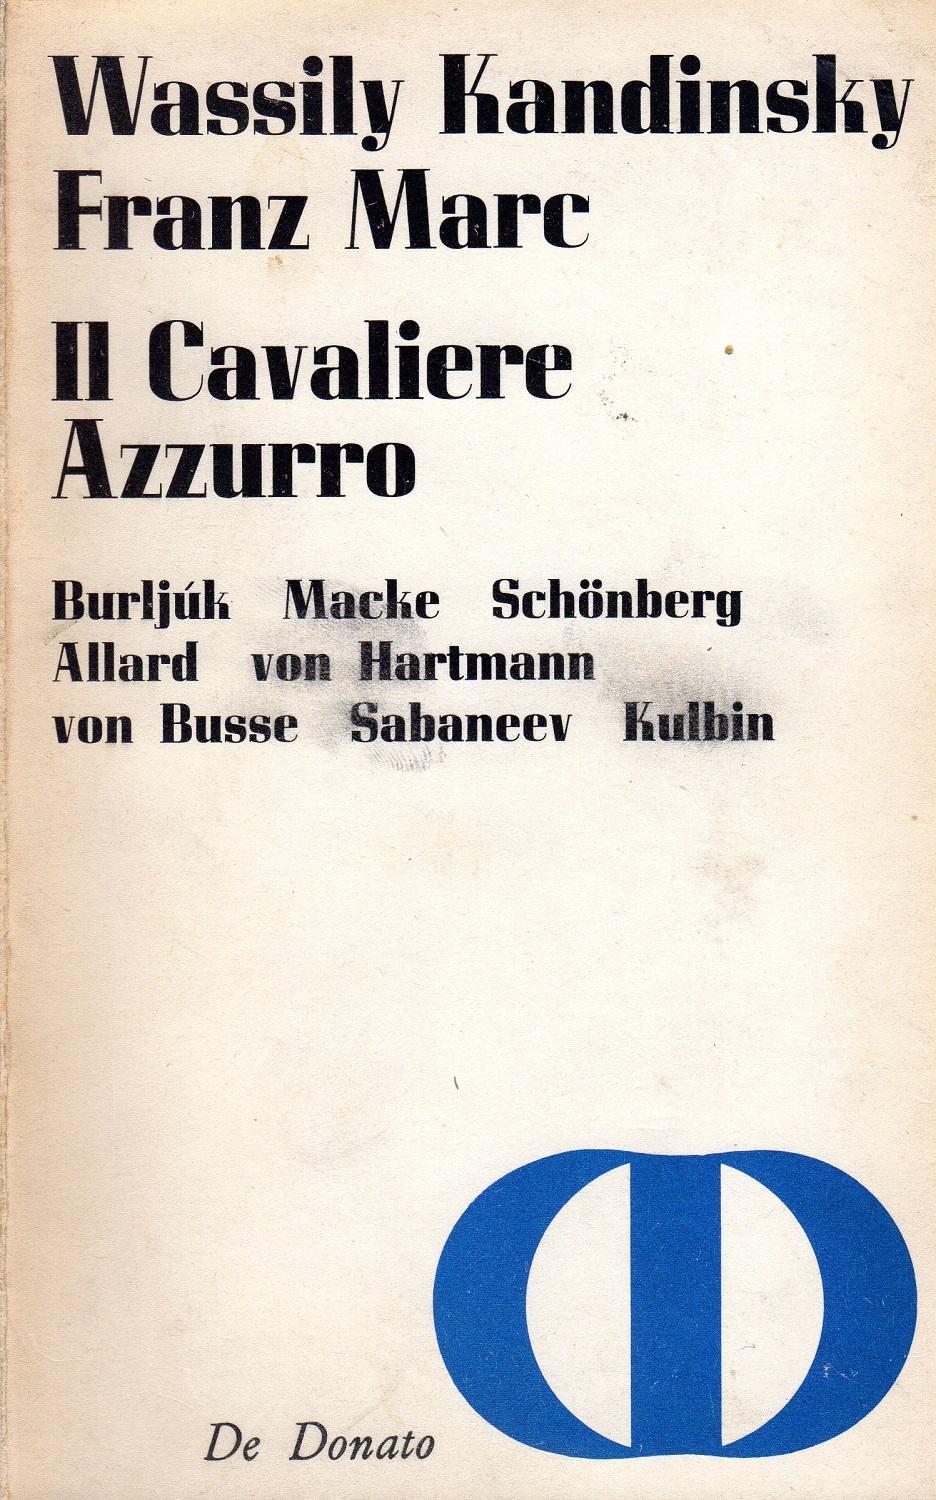 Wassily Kandinsky
Franz Marc
Il Cavaliere
Azzurro
Burljúk Macke Schönberg
Allard von Hartmann
von Busse Sabaneev Kulbin
De Donato